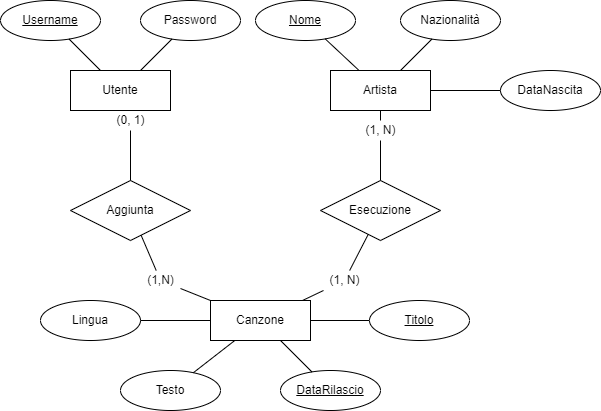 Username
Password
Nome
Nazionalità
Utente
Artista
DataNascita
(0, 1)
(1, N)
Aggiunta
Esecuzione
(1,N)
(1, N)
Lingua
Canzone
Titolo
Testo
DataRilascio